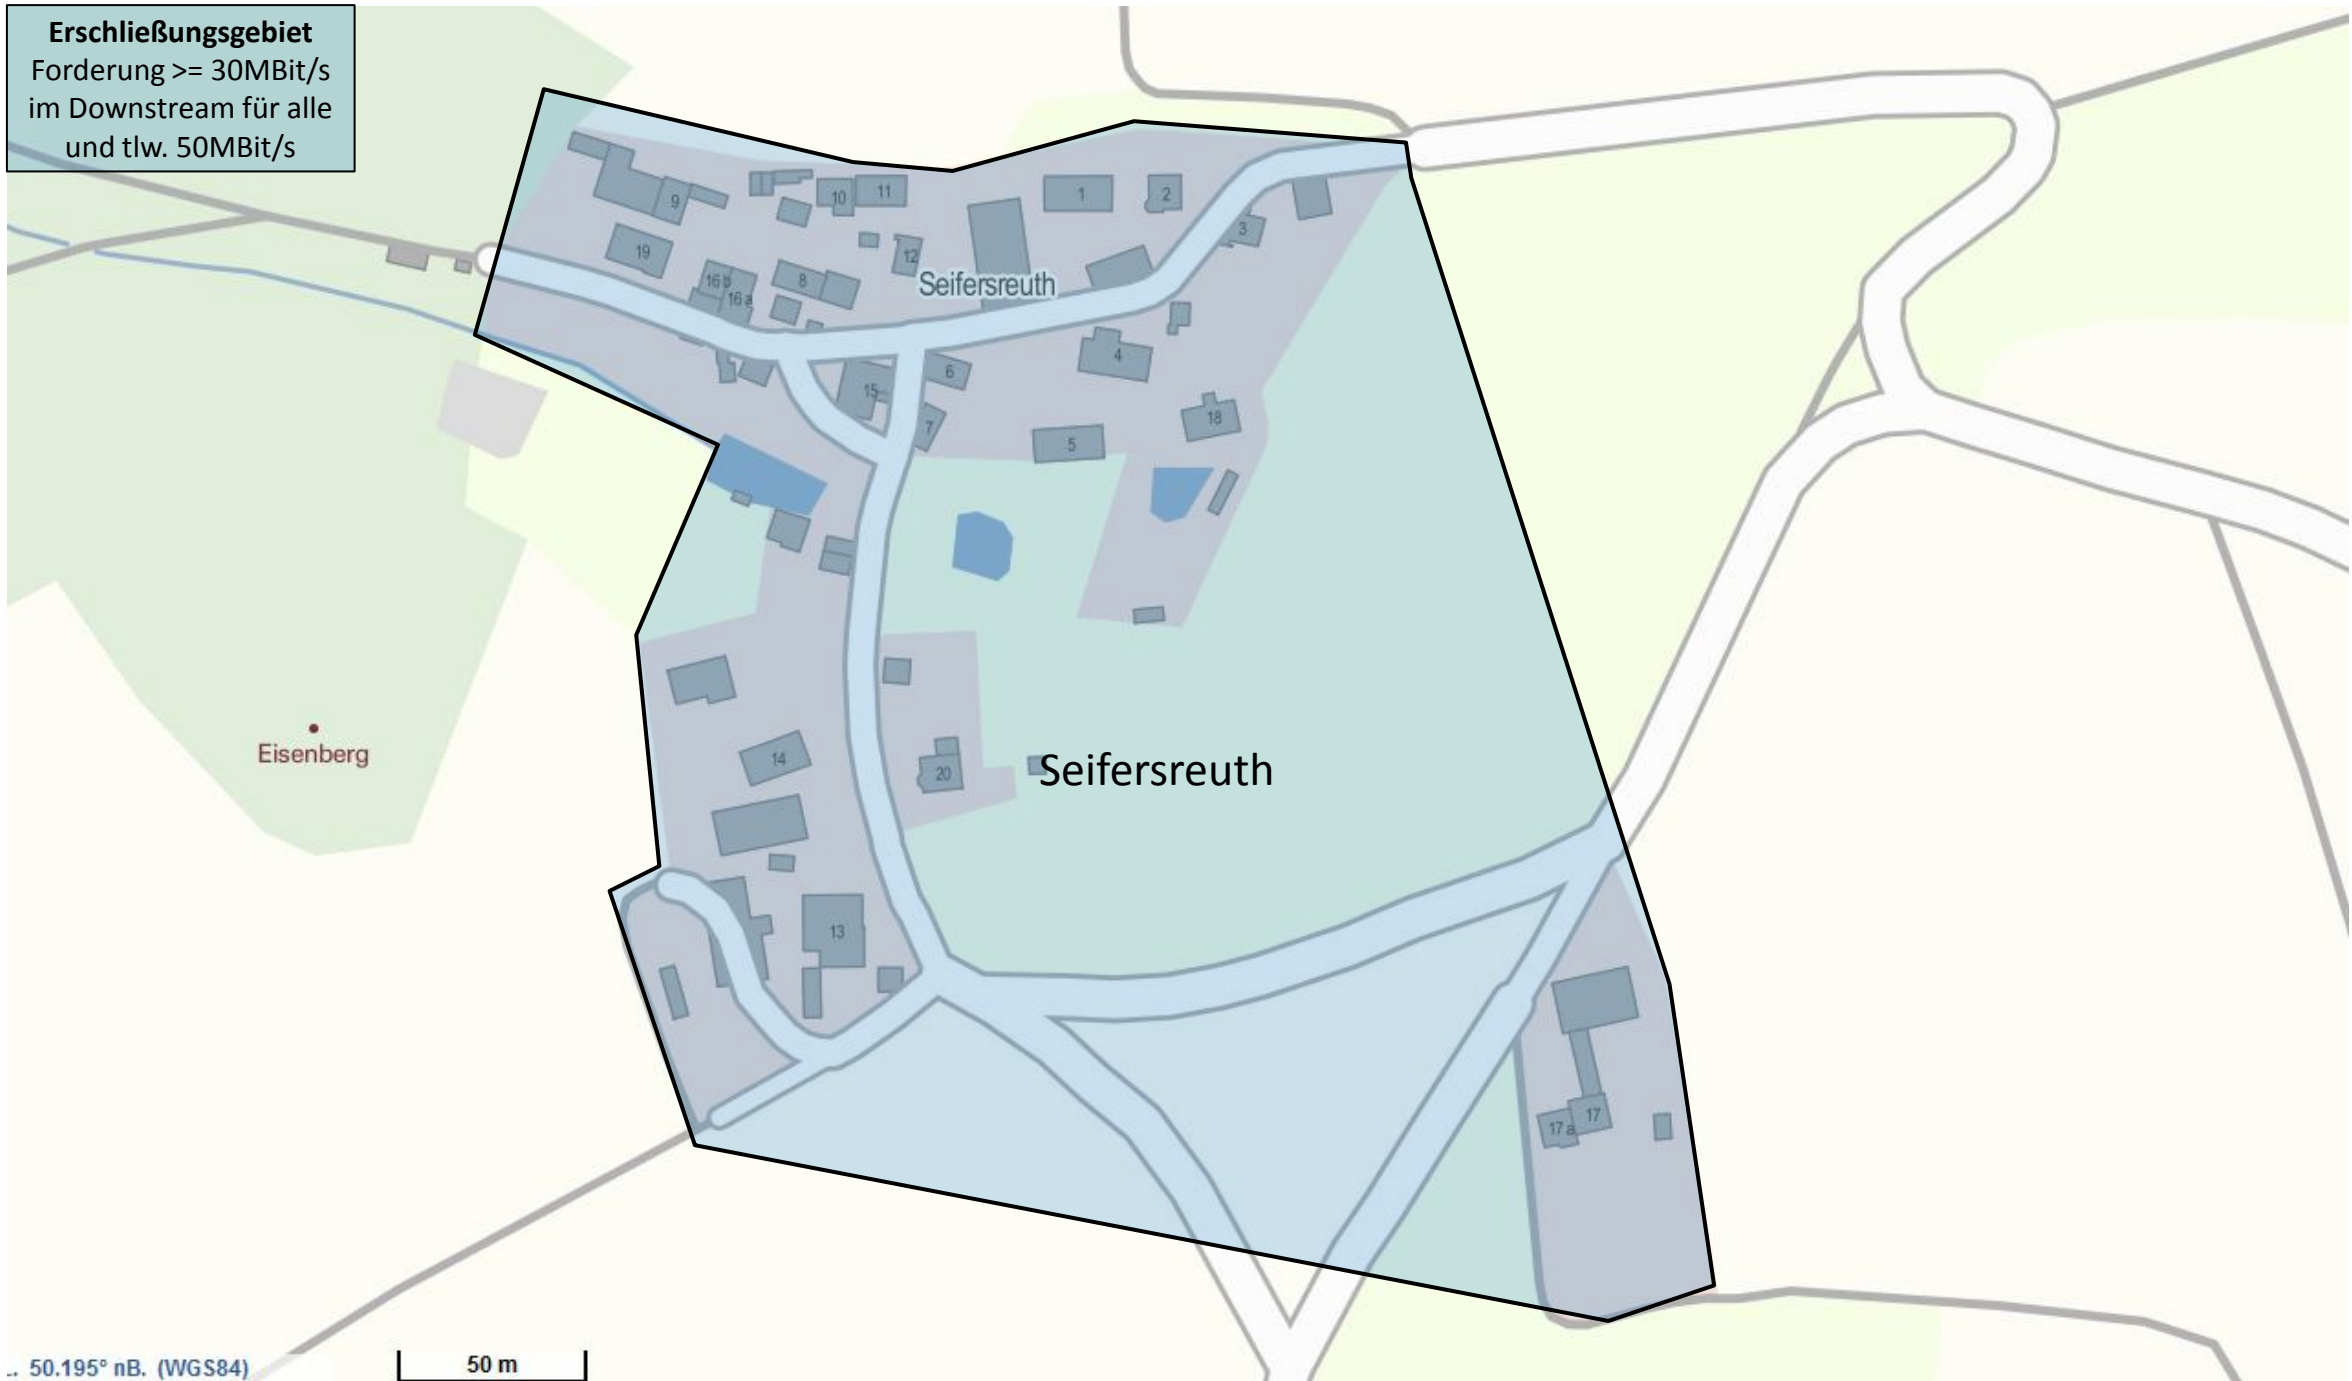 Erschließungsgebiet
Forderung >= 30MBit/s
im Downstream für alle
und tlw. 50MBit/s
9
10
11
1
2
3
19
12
16 b
16 a
8
Seifersreuth
4
6
15
7
5
18
Eisenberg
14
20
Seifersreuth
13
17 a
17
50.195° nB. (WGS84)
50 m